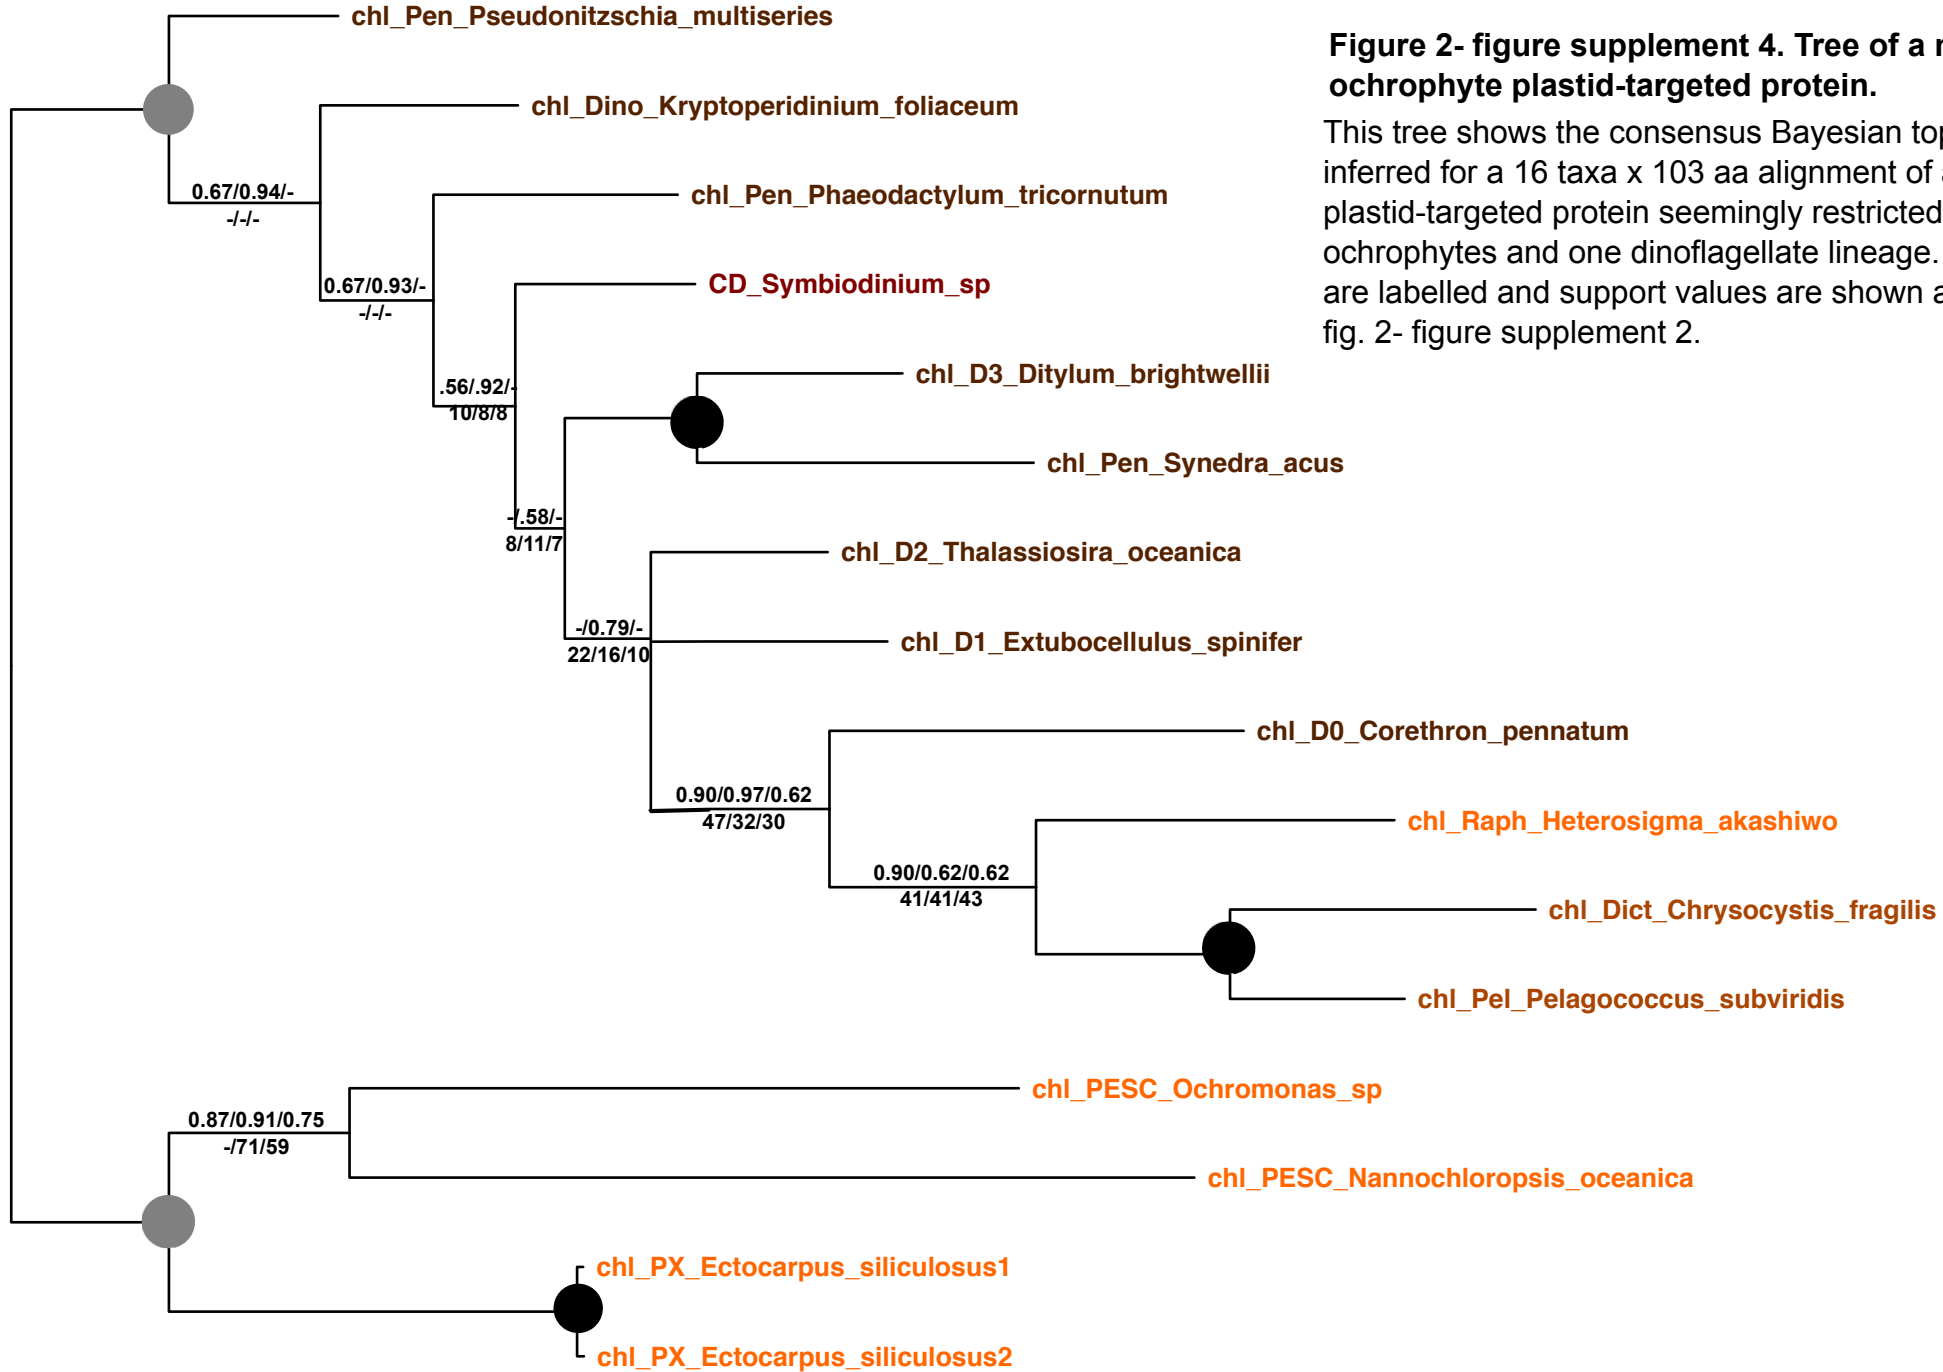 chl_Pen_Pseudonitzschia_multiseries
Figure 2- figure supplement 4. Tree of a
ochrophyte plastid-targeted protein.
This tree shows the consensus Bayesian
inferred for a 16 taxa x 103 aa alignment of
plastid-targeted protein seemingly restricted
ochrophytes and one dinoflagellate lineage.
are labelled and support values are shown
fig. 2- figure supplement 2.
chl_Dino_Kryptoperidinium_foliaceum
0.67/0.94/-
-/-/-
chl_Pen_Phaeodactylum_tricornutum
0.67/0.93/-
-/-/-
CD_Symbiodinium_sp
.56/.92/-
10/8/8
chl_D3_Ditylum_brightwellii
chl_Pen_Synedra_acus
-/.58/-
8/11/7
chl_D2_Thalassiosira_oceanica
-/0.79/-
22/16/10
chl_D1_Extubocellulus_spinifer
chl_D0_Corethron_pennatum
0.90/0.97/0.62
47/32/30
chl_Raph_Heterosigma_akashiwo
0.90/0.62/0.62
41/41/43
chl_Dict_Chrysocystis_fragilis
chl_Pel_Pelagococcus_subviridis
chl_PESC_Ochromonas_sp
0.87/0.91/0.75
-/71/59
chl_PESC_Nannochloropsis_oceanica
chl_PX_Ectocarpus_siliculosus1
chl_PX_Ectocarpus_siliculosus2